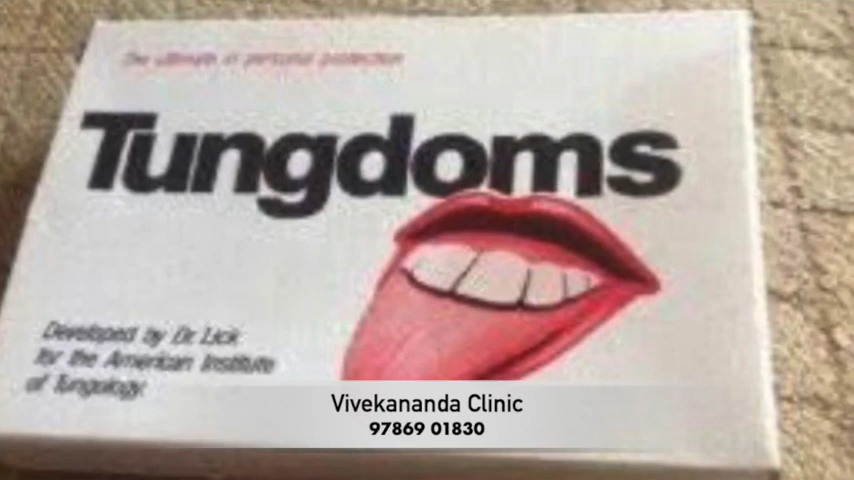 The ultimate in personal protection
Tungdoms
Developed by Dr. Lick
for the American Institute
of Tungology.
Vivekananda Clinic
97869 01830